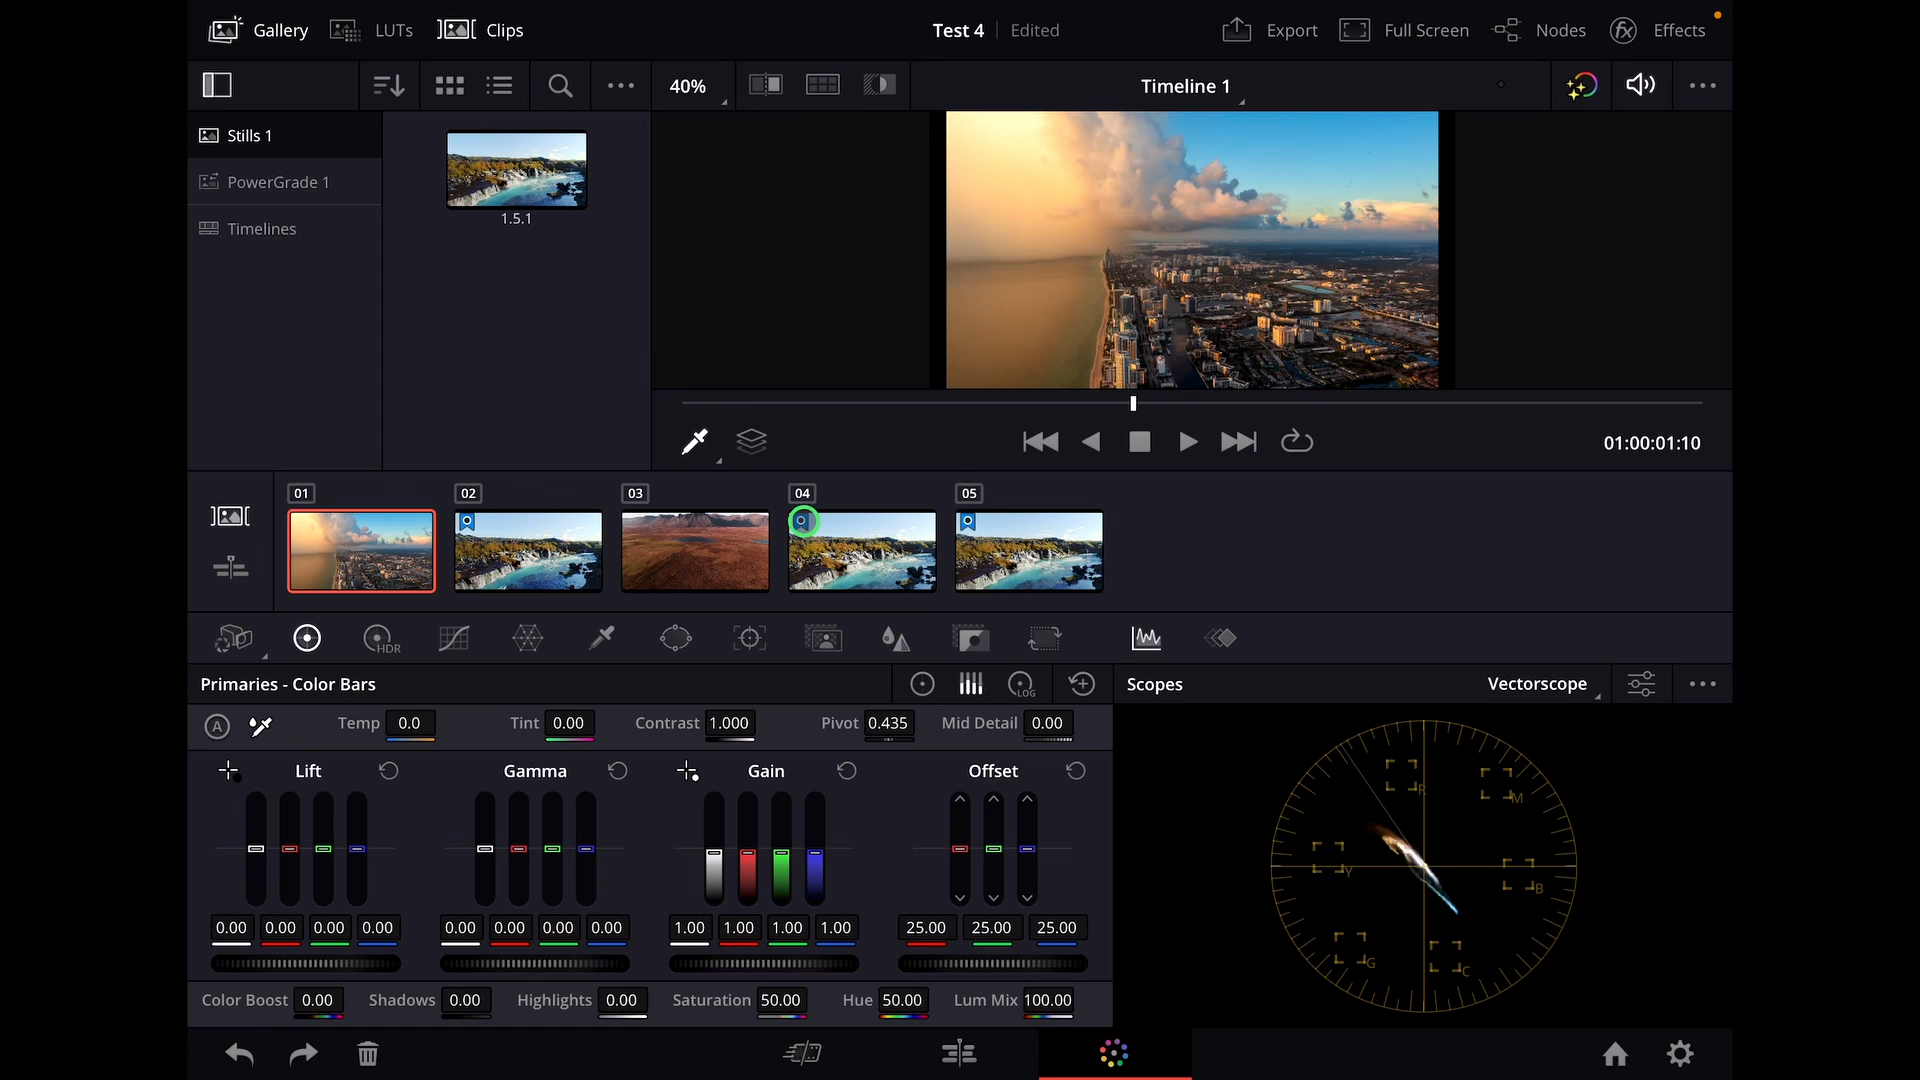 Gallery LUTs Clips Test 4 Edited Export Full Screen Nodes Effects
40% Timeline 1
Stills 1
PowerGrade 1
Timelines
1.5.1
01:00:01:10
01 02 03 04 05
HDR
Primaries - Color Bars LOG Scopes Vectorscope
A Temp 0.0 Tint 0.00 Contrast 1.000 Pivot 0.435 Mid Detail 0.00
Lift Gamma Gain Offset
0.00 0.00 0.00 0.00 0.00 0.00 0.00 0.00 1.00 1.00 1.00 1.00 25.00 25.00 25.00
Color Boost 0.00 Shadows 0.00 Highlights 0.00 Saturation 50.00 Hue 50.00 Lum Mix 100.00
R M
Y B
G C